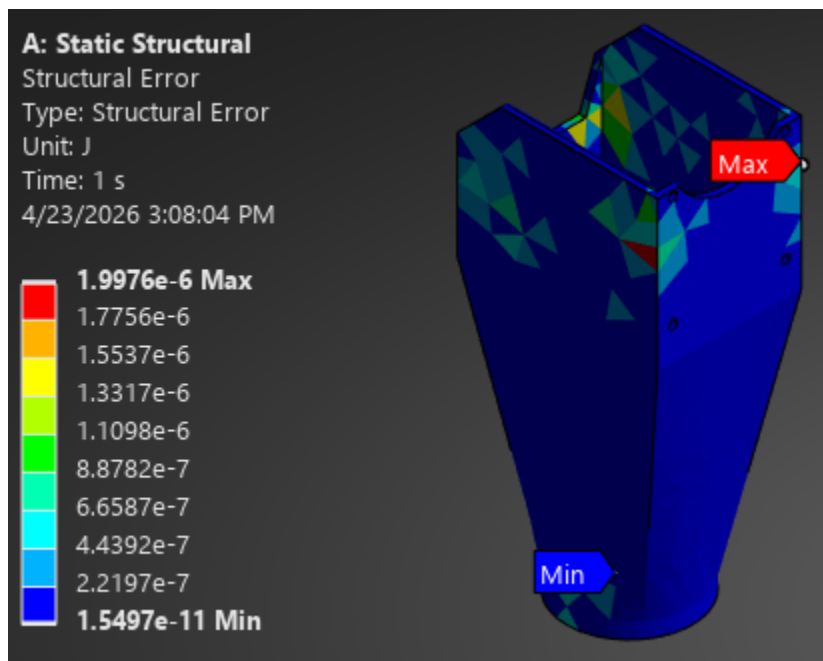 A: Static Structural
Structural Error
Type: Structural Error
Unit: J
Time: 1 s
4/23/2026 3:08:04 PM
1.9976e-6 Max
1.7756e-6
1.5537e-6
1.3317e-6
1.1098e-6
8.8782e-7
6.6587e-7
4.4392e-7
2.2197e-7
1.5497e-11 Min
Max
Min